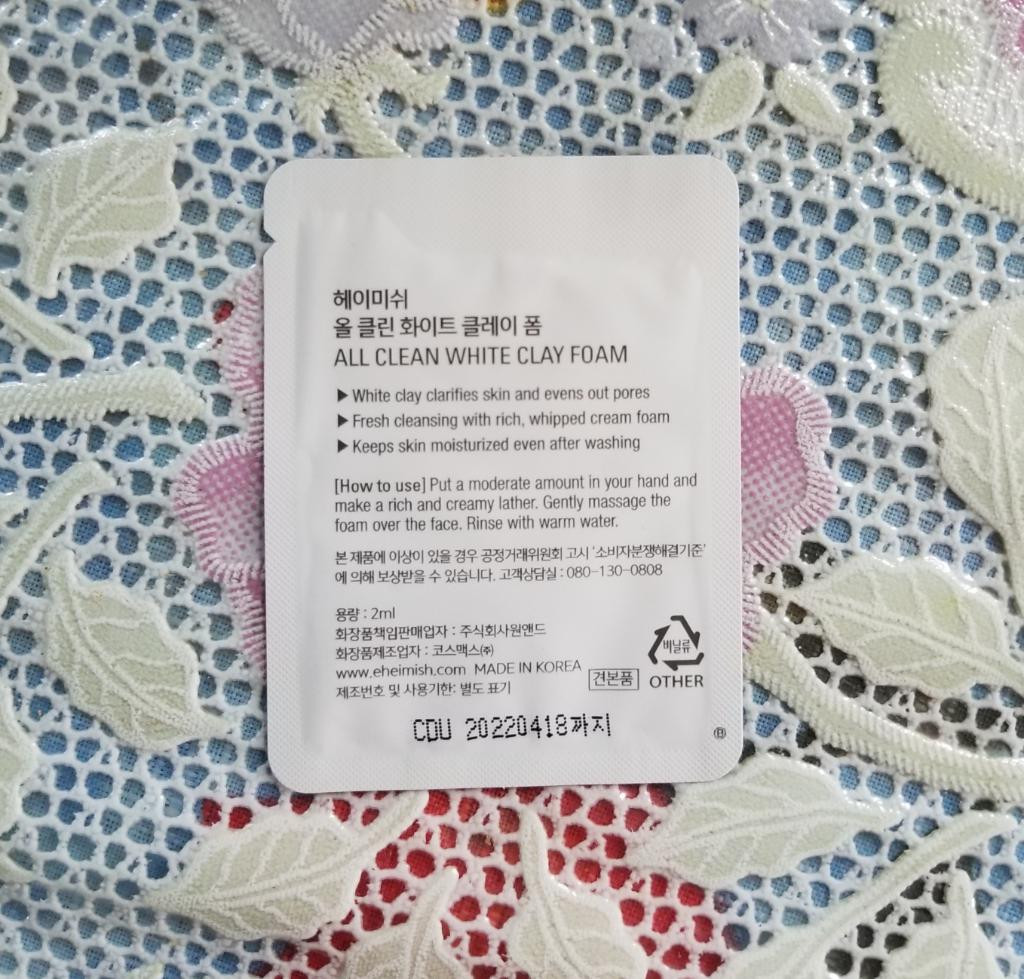 헤이미쉬
올 클린 화이트 클레이 폼
ALL CLEAN WHITE CLAY FOAM
▶White clay clarifies skin and evens out pores
▶Fresh cleansing with rich, whipped cream foam
▶Keeps skin moisturized even after washing
[How to use] Put a moderate amount in your hand and
make a rich and creamy lather. Gently massage the
foam over the face. Rinse with warm water.
본 제품에 이상이 있을 경우 공정거래위원회 고시 '소비자분쟁해결기준'
에 의해 보상받을 수 있습니다. 고객상담실 : 080-130-0808
용량 : 2ml
화장품책임판매업자 : 주식회사원앤드
화장품제조업자 : 코스맥스㈜
www.eheimish.com MADE IN KOREA
제조번호 및 사용기한: 별도 표기
견본품
비닐류
OTHER
CDU 20220418까지